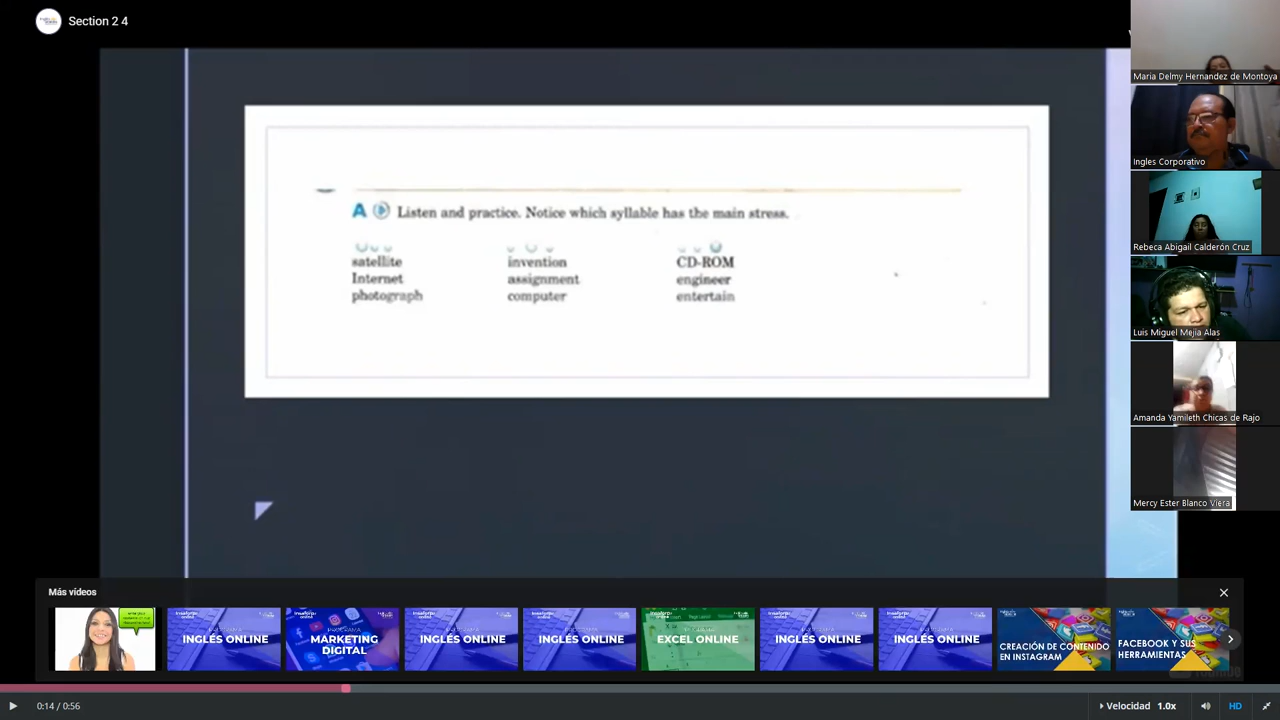 Section 2 4
Maria Delmy Hernandez de Montoya
Ingles Corporativo
Rebeca Abigail Calderón Cruz
Luis Miguel Mejía Alas
Amanda Yamileth Chicas de Rajo
Mercy Ester Blanco Viera
A Listen and practice. Notice which syllable has the main stress.
satellite invention CD-ROM
Internet assignment engineer
photograph computer entertain
Más vídeos
INGLÉS ONLINE
MARKETING DIGITAL
INGLÉS ONLINE
INGLÉS ONLINE
EXCEL ONLINE
INGLÉS ONLINE
INGLÉS ONLINE
CREACIÓN DE CONTENIDO
EN INSTAGRAM
FACEBOOK Y SUS
HERRAMIENTAS
0:14 / 0:56
Velocidad 1.0x
HD